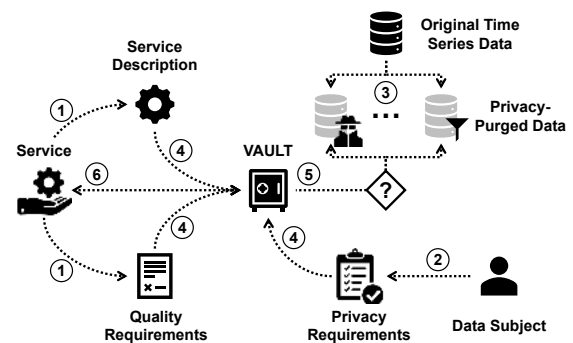 Original Time
Series Data
Service
Description
1
3
Privacy-
Purged Data
...
Service
4
VAULT
6
5
?
4
4
2
1
Quality
Requirements
Privacy
Requirements
Data Subject